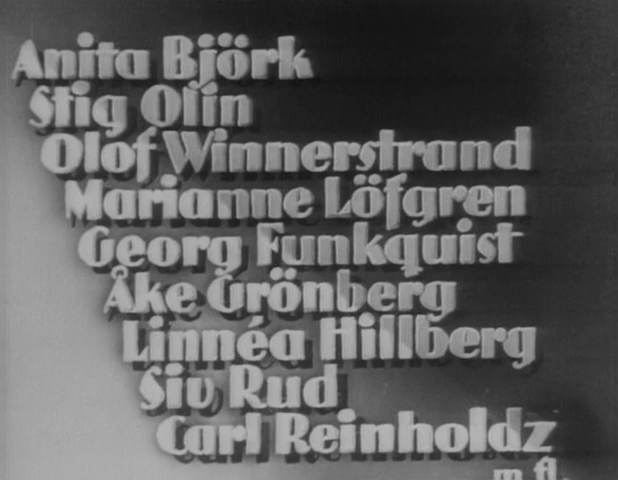 Anita Björk
Stig Olin
Olof Winnerstrand
Marianne Löfgren
Georg Funkquist
Åke Grönberg
Linnéa Hillberg
Siv Rud
Carl Reinholdz
m fl.